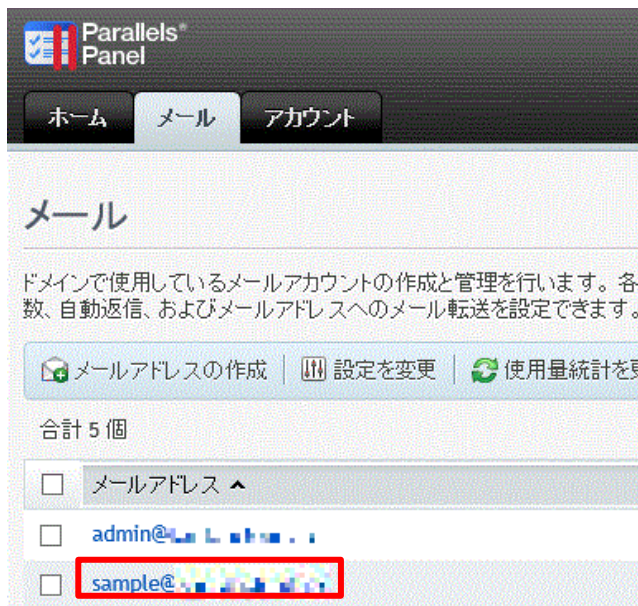 Parallels®
Panel
ホーム メール アカウント
メール
ドメインで使用しているメールアカウントの作成と管理を行います。各
数、自動返信、およびメールアドレスへのメール転送を設定できます。
メールアドレスの作成 設定を変更 使用量統計を
合計 5 個
メールアドレス
admin@
sample@